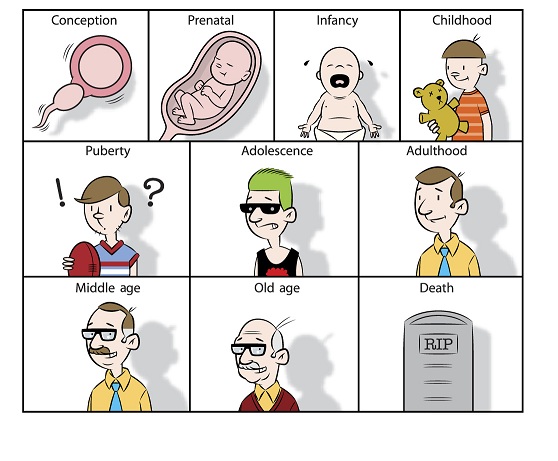 Conception
Prenatal
Infancy
Childhood
!
?
Puberty
Adolescence
Adulthood
Middle age
Old age
Death
RIP